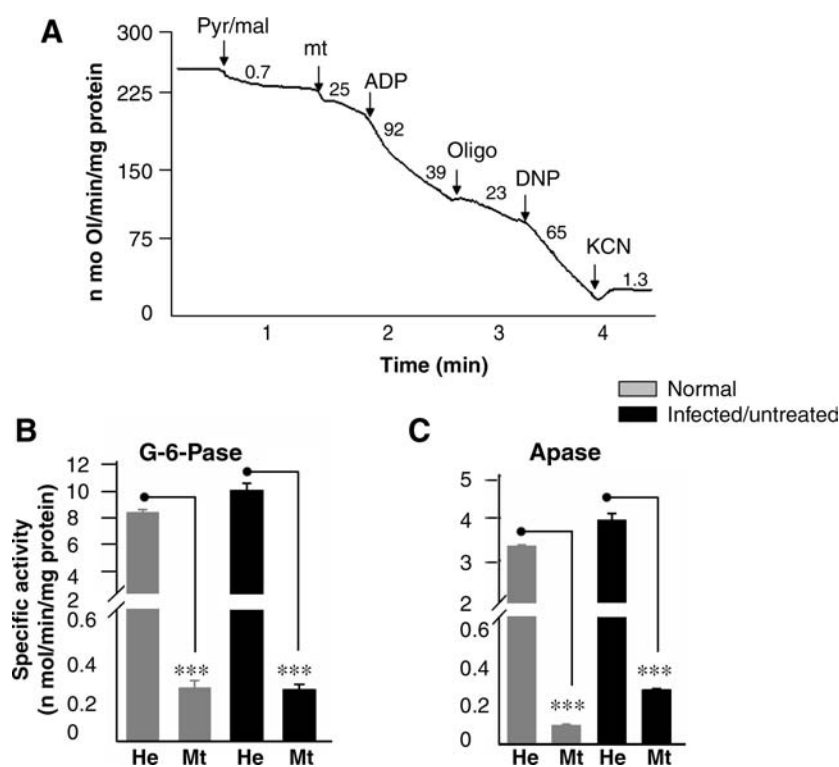 A
n mo Ol/min/mg protein
300
225
150
75
0
Pyr/mal
0.7
mt
25
ADP
92
39
Oligo
23
DNP
65
KCN
1.3
1 2 3 4
Time (min)
Normal
Infected/untreated
B
G-6-Pase
Specific activity
(n mol/min/mg protein)
12
10
8
6
4
2
0.6
0.4
0.2
0
***
***
He Mt He Mt
C
Apase
5
4
3
2
0.6
0.4
0.2
0
***
***
He Mt He Mt